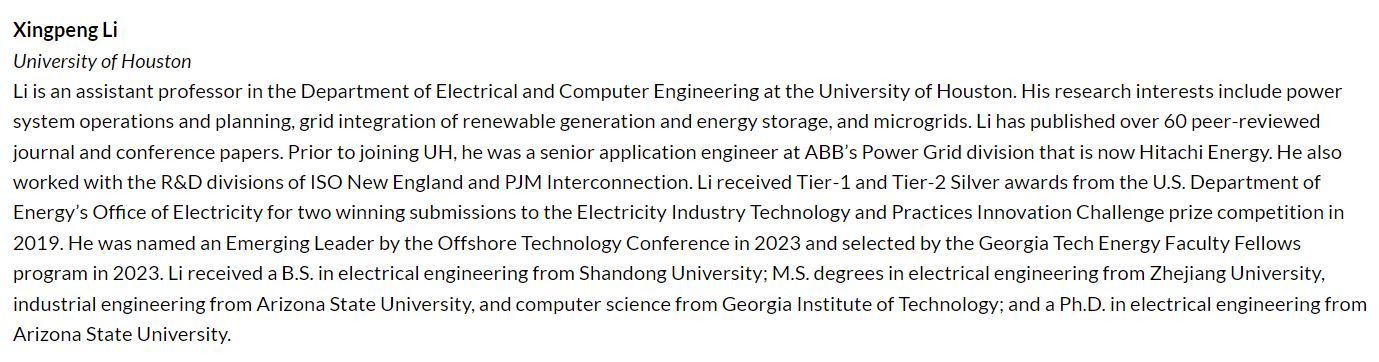 Xingpeng Li
University of Houston
Li is an assistant professor in the Department of Electrical and Computer Engineering at the University of Houston. His research interests include power
system operations and planning, grid integration of renewable generation and energy storage, and microgrids. Li has published over 60 peer-reviewed
journal and conference papers. Prior to joining UH, he was a senior application engineer at ABB’s Power Grid division that is now Hitachi Energy. He also
worked with the R&D divisions of ISO New England and PJM Interconnection. Li received Tier-1 and Tier-2 Silver awards from the U.S. Department of
Energy’s Office of Electricity for two winning submissions to the Electricity Industry Technology and Practices Innovation Challenge prize competition in
2019. He was named an Emerging Leader by the Offshore Technology Conference in 2023 and selected by the Georgia Tech Energy Faculty Fellows
program in 2023. Li received a B.S. in electrical engineering from Shandong University; M.S. degrees in electrical engineering from Zhejiang University,
industrial engineering from Arizona State University, and computer science from Georgia Institute of Technology; and a Ph.D. in electrical engineering from
Arizona State University.